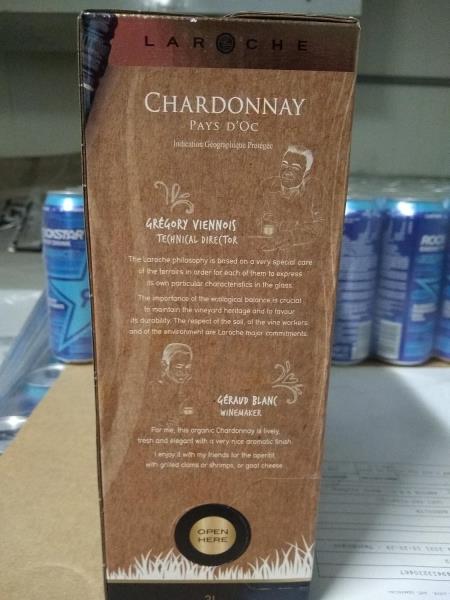 LAROCHE
CHARDONNAY
PAYS D'OC
Indication Géographique Protégée
GRÉGORY VIENNOIS
TECHNICAL DIRECTOR
The Laroche philosophy is based on a very special care
of the terroirs in order for each of them to express
its own particular characteristics in the glass.
The importance of the ecological balance is crucial
to maintain the vineyard heritage and to favour
its durability. The respect of the soil, of the vine workers
and of the environment are Laroche major commitments.
GÉRAUD BLANC
WINEMAKER
For me, this organic Chardonnay is lively,
fresh and elegant with a very nice aromatic finish.
I enjoy it with my friends for the aperitif,
with grilled clams or shrimps, or goat cheese.
OPEN
HERE
ROCKSTAR